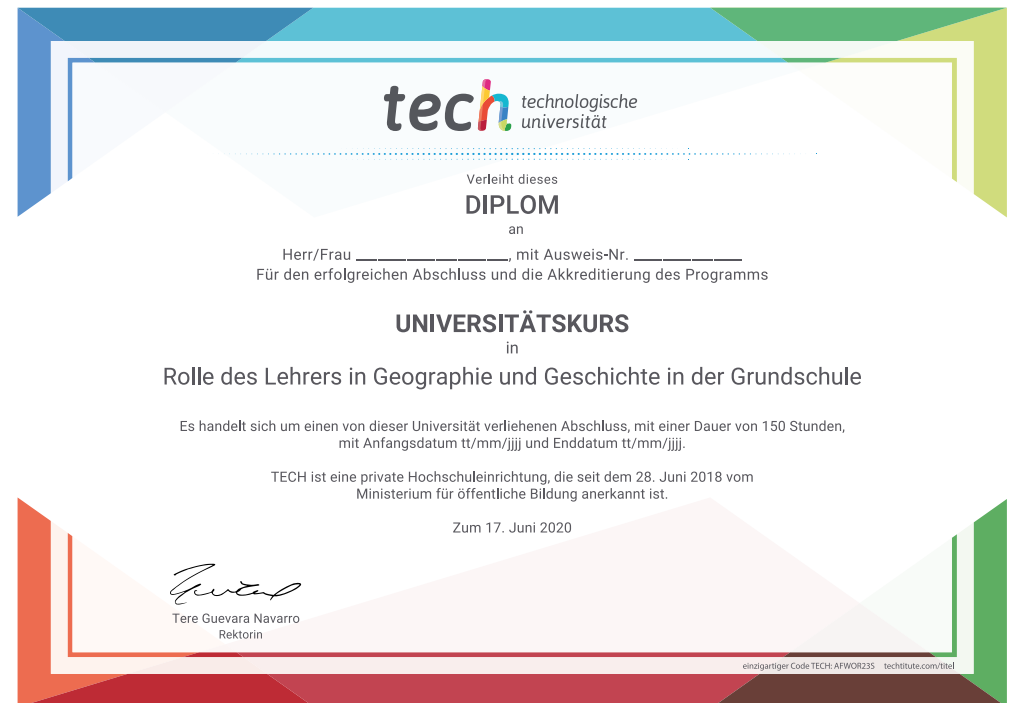 tech technologische
universität
Verleiht dieses
DIPLOM
an
Herr/Frau __________________, mit Ausweis-Nr. _____________
Für den erfolgreichen Abschluss und die Akkreditierung des Programms
UNIVERSITÄTSKURS
in
Rolle des Lehrers in Geographie und Geschichte in der Grundschule
Es handelt sich um einen von dieser Universität verliehenen Abschluss, mit einer Dauer von 150 Stunden,
mit Anfangsdatum tt/mm/jjjj und Enddatum tt/mm/jjjj.
TECH ist eine private Hochschuleinrichtung, die seit dem 28. Juni 2018 vom
Ministerium für öffentliche Bildung anerkannt ist.
Zum 17. Juni 2020
Tere Guevara Navarro
Rektorin
einzigartiger Code TECH: AFWOR23S techtitute.com/titel